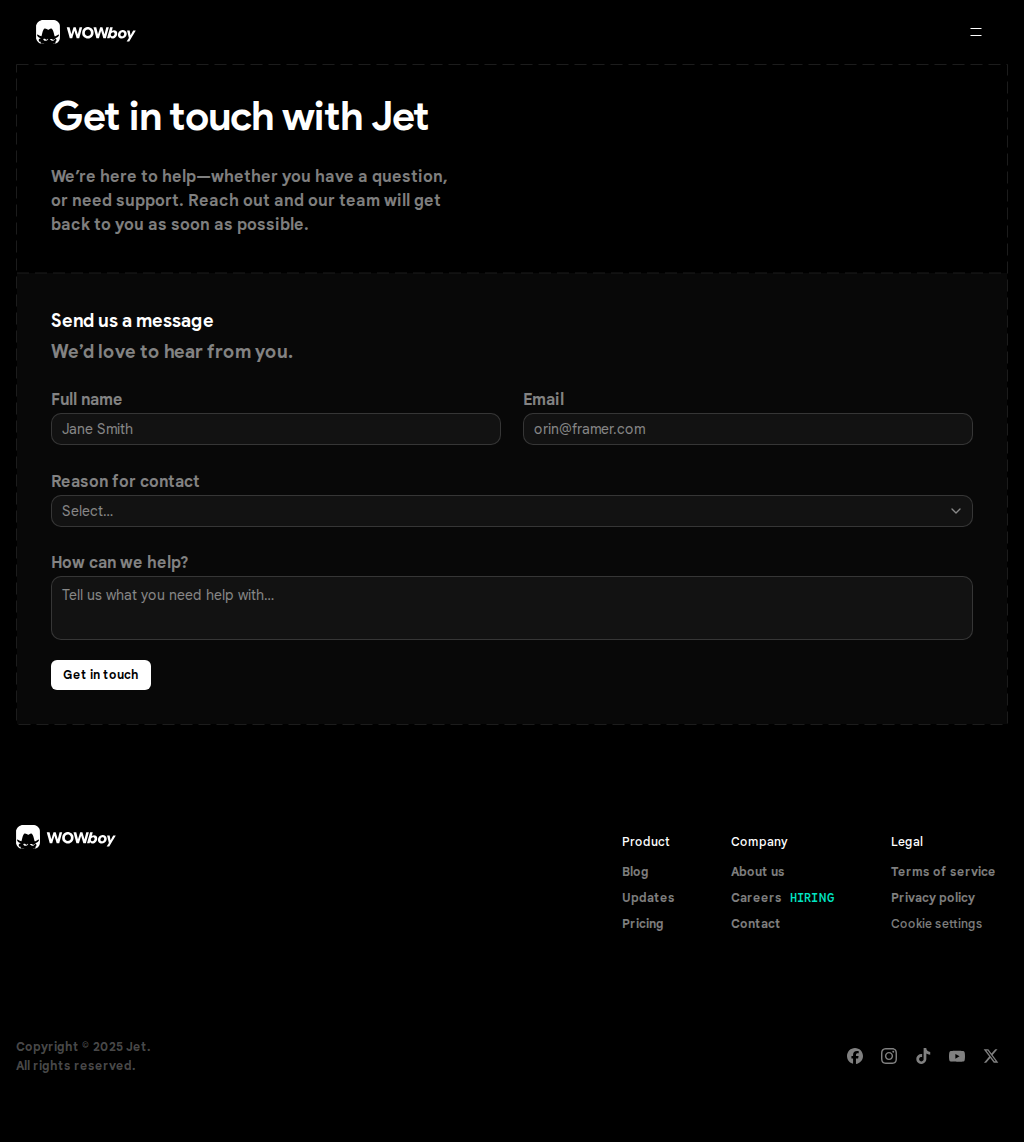 WOWboy
Get in touch with Jet
We’re here to help—whether you have a question,
or need support. Reach out and our team will get
back to you as soon as possible.
Send us a message
We’d love to hear from you.
Full name
Jane Smith
Email
orin@framer.com
Reason for contact
Select...
How can we help?
Tell us what you need help with...
Get in touch
WOWboy
Product
Blog
Updates
Pricing
Company
About us
Careers HIRING
Contact
Legal
Terms of service
Privacy policy
Cookie settings
Copyright © 2025 Jet.
All rights reserved.